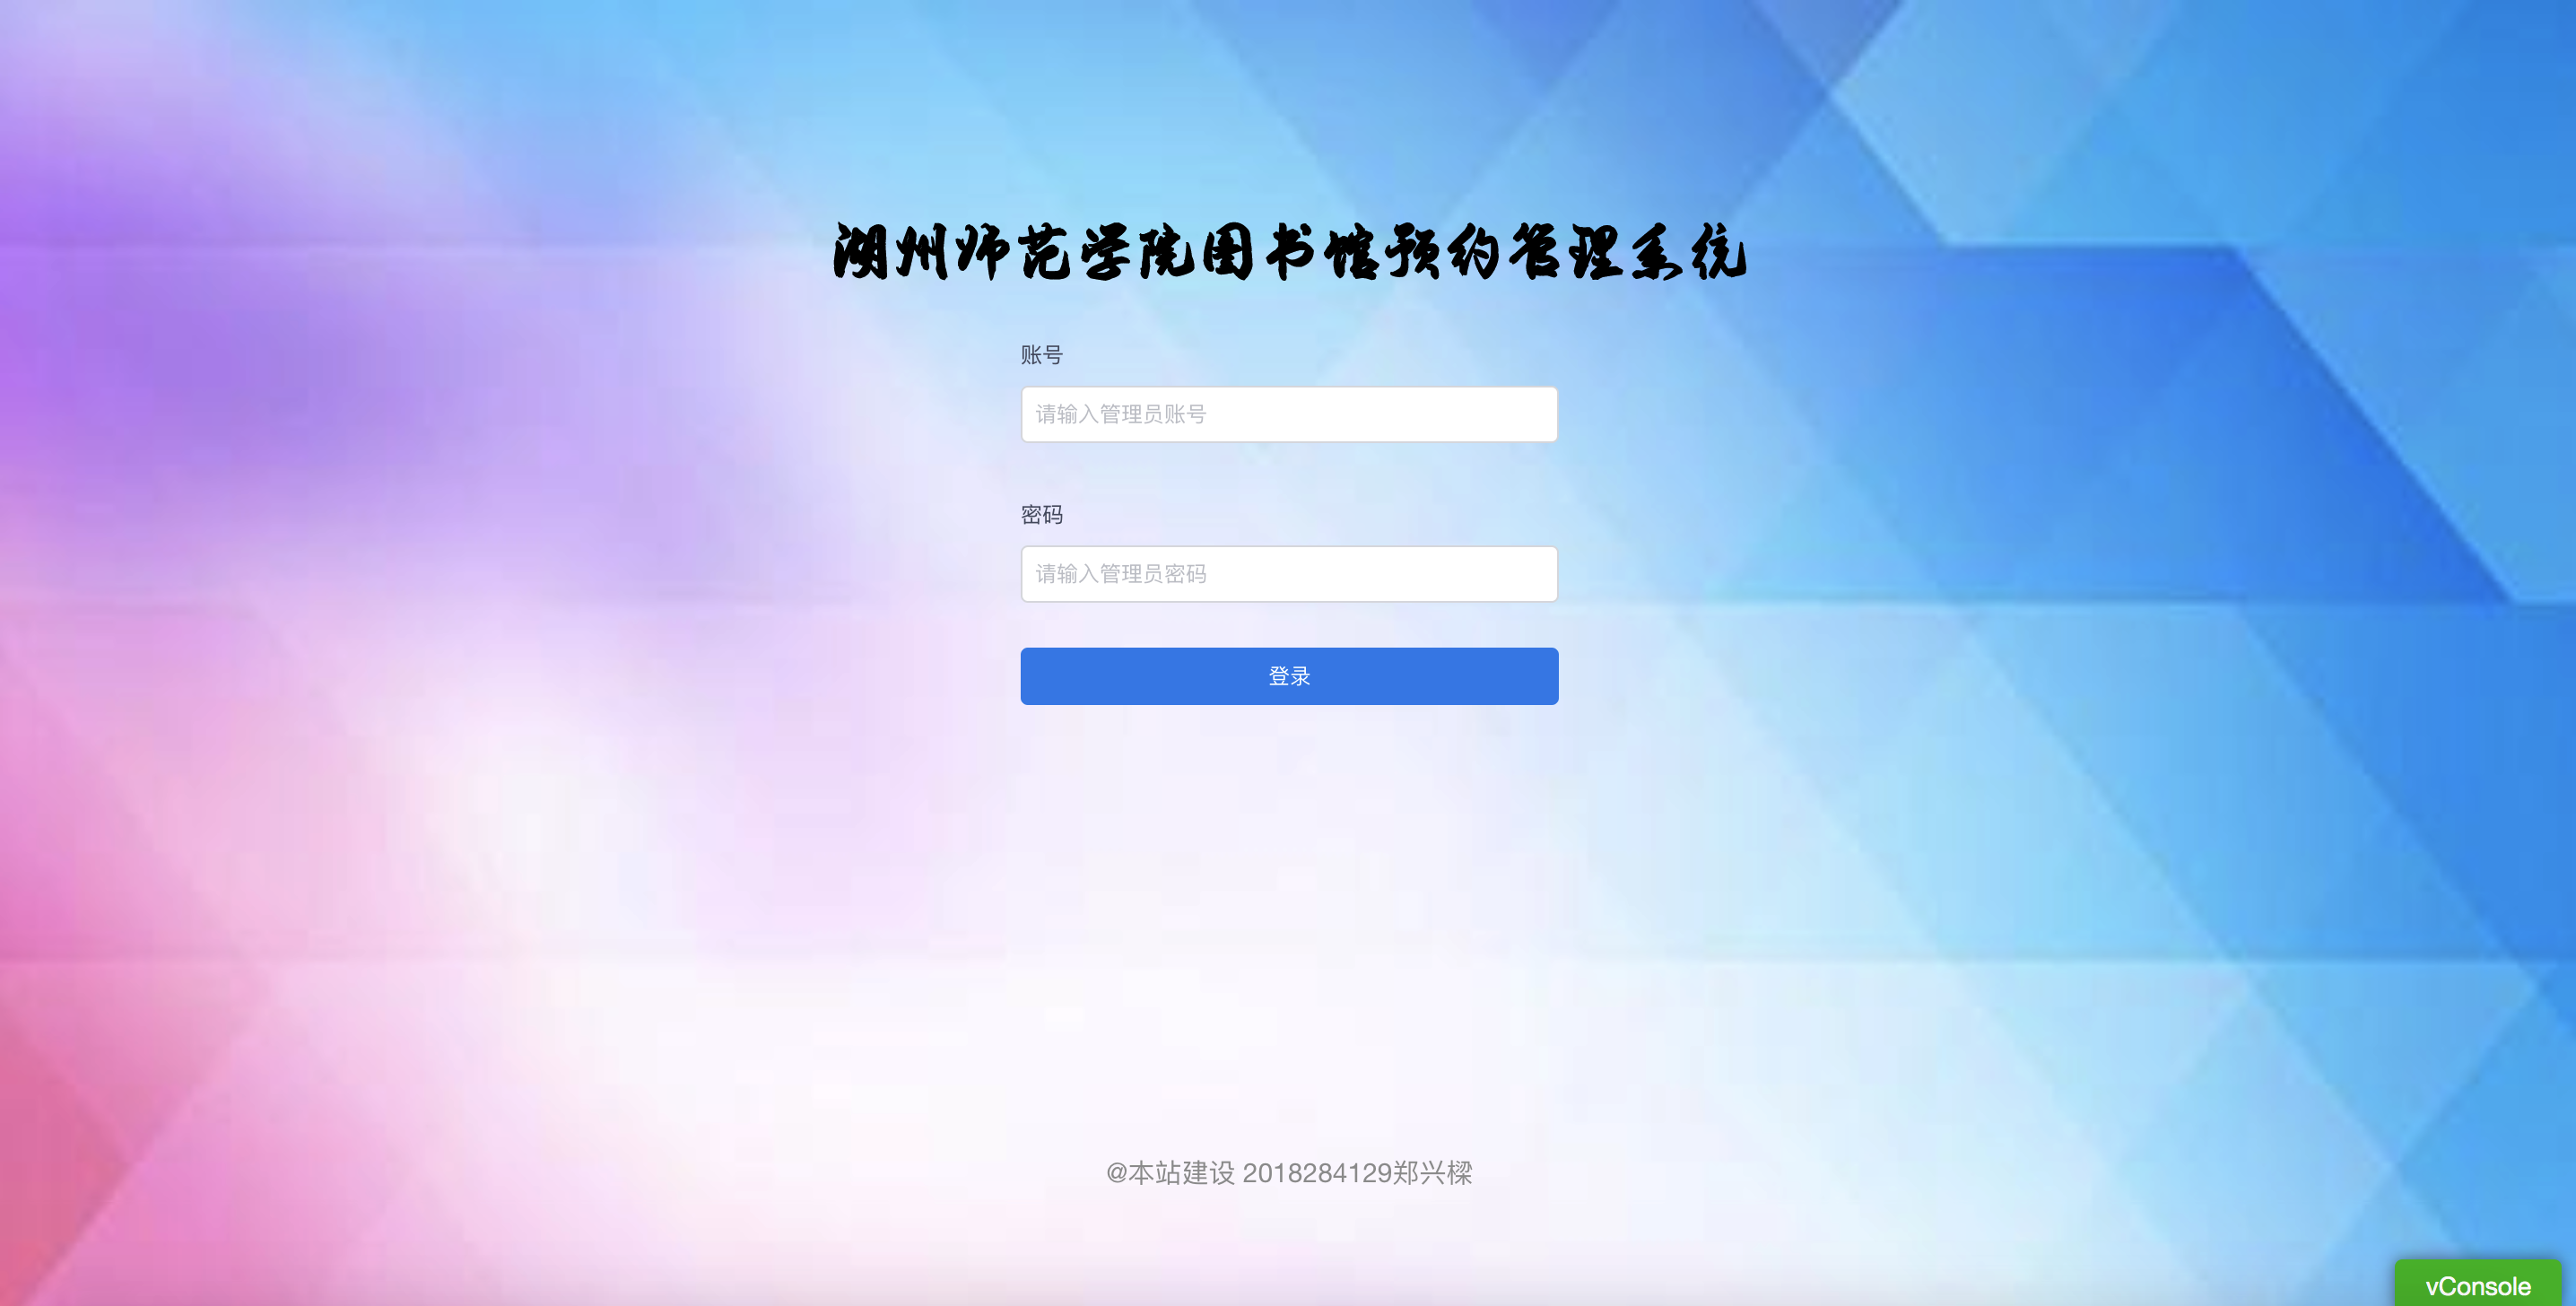 湖州师范学院图书馆预约管理系统
账号
请输入管理员账号
密码
请输入管理员密码
登录
@本站建设 2018284129郑兴樑
vConsole